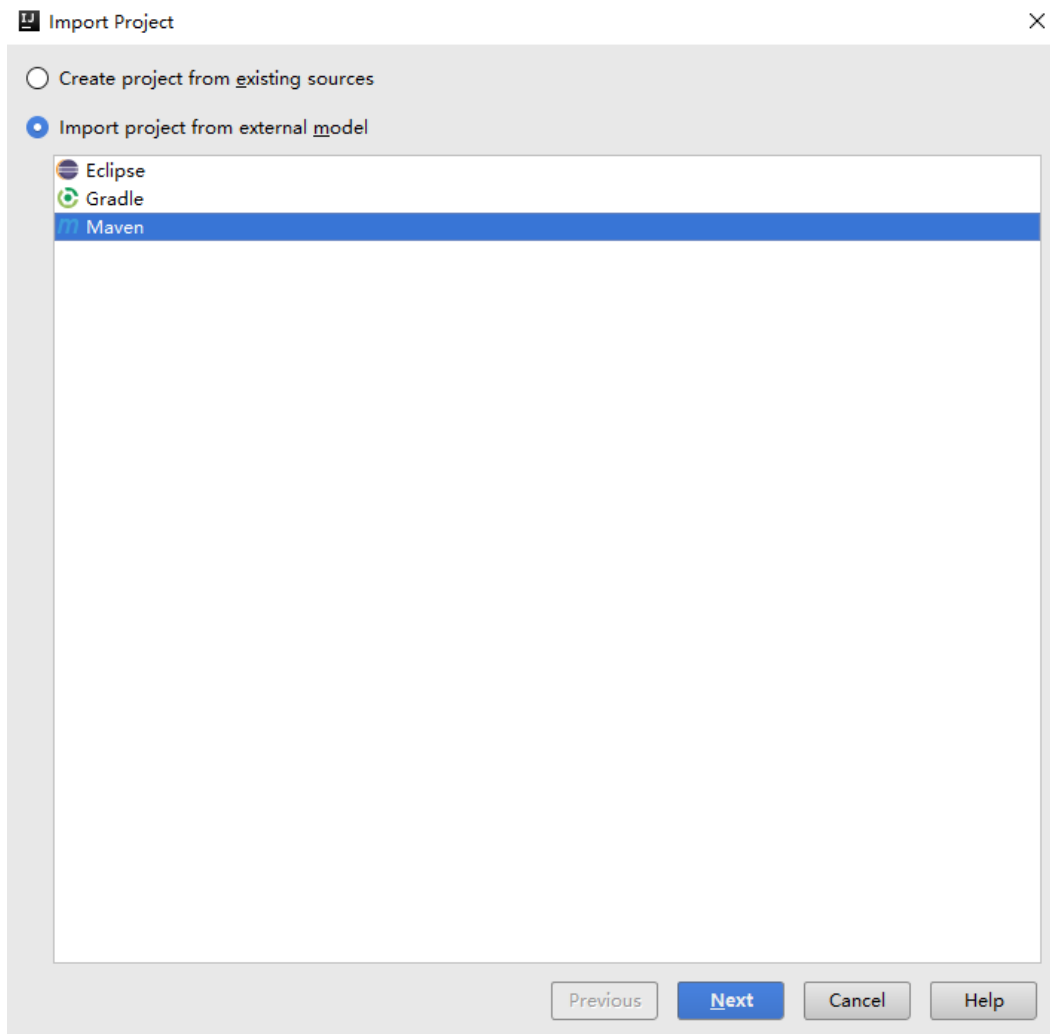 IJ Import Project
Create project from existing sources
Import project from external model
Eclipse
Gradle
m Maven
Previous Next Cancel Help